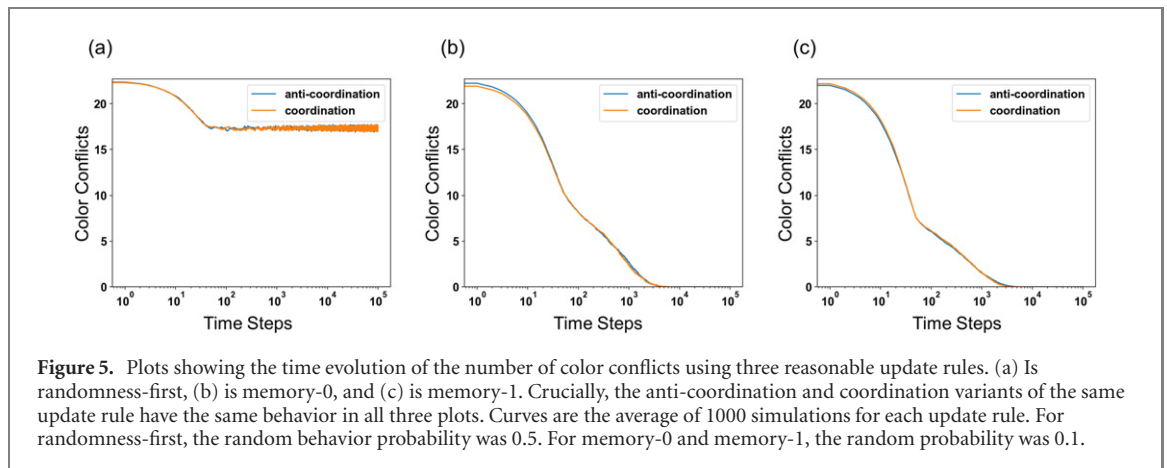 (a)
anti-coordination
coordination
Color Conflicts
20
15
10
5
0
10⁰ 10¹ 10² 10³ 10⁴ 10⁵
Time Steps
(b)
anti-coordination
coordination
Color Conflicts
20
15
10
5
0
10⁰ 10¹ 10² 10³ 10⁴ 10⁵
Time Steps
(c)
anti-coordination
coordination
Color Conflicts
20
15
10
5
0
10⁰ 10¹ 10² 10³ 10⁴ 10⁵
Time Steps
Figure 5. Plots showing the time evolution of the number of color conflicts using three reasonable update rules. (a) Is
randomness-first, (b) is memory-0, and (c) is memory-1. Crucially, the anti-coordination and coordination variants of the same
update rule have the same behavior in all three plots. Curves are the average of 1000 simulations for each update rule. For
randomness-first, the random behavior probability was 0.5. For memory-0 and memory-1, the random probability was 0.1.